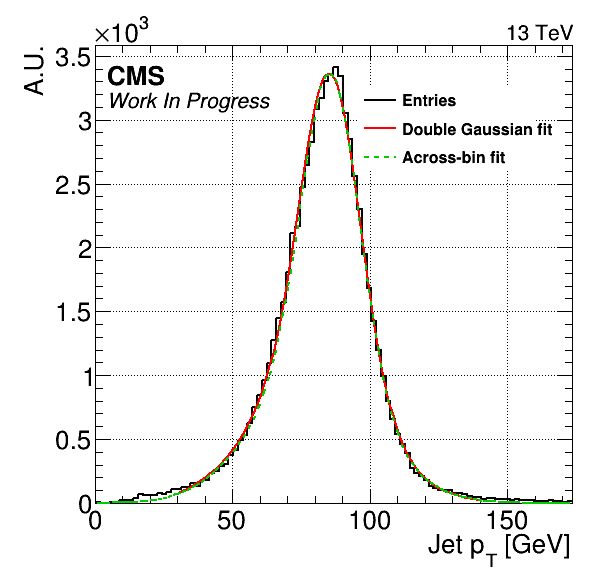 ×10³ 13 TeV
A.U.
CMS
Work In Progress
Entries
Double Gaussian fit
Across-bin fit
3.5
3
2.5
2
1.5
1
0.5
0
0 50 100 150
Jet p_T [GeV]